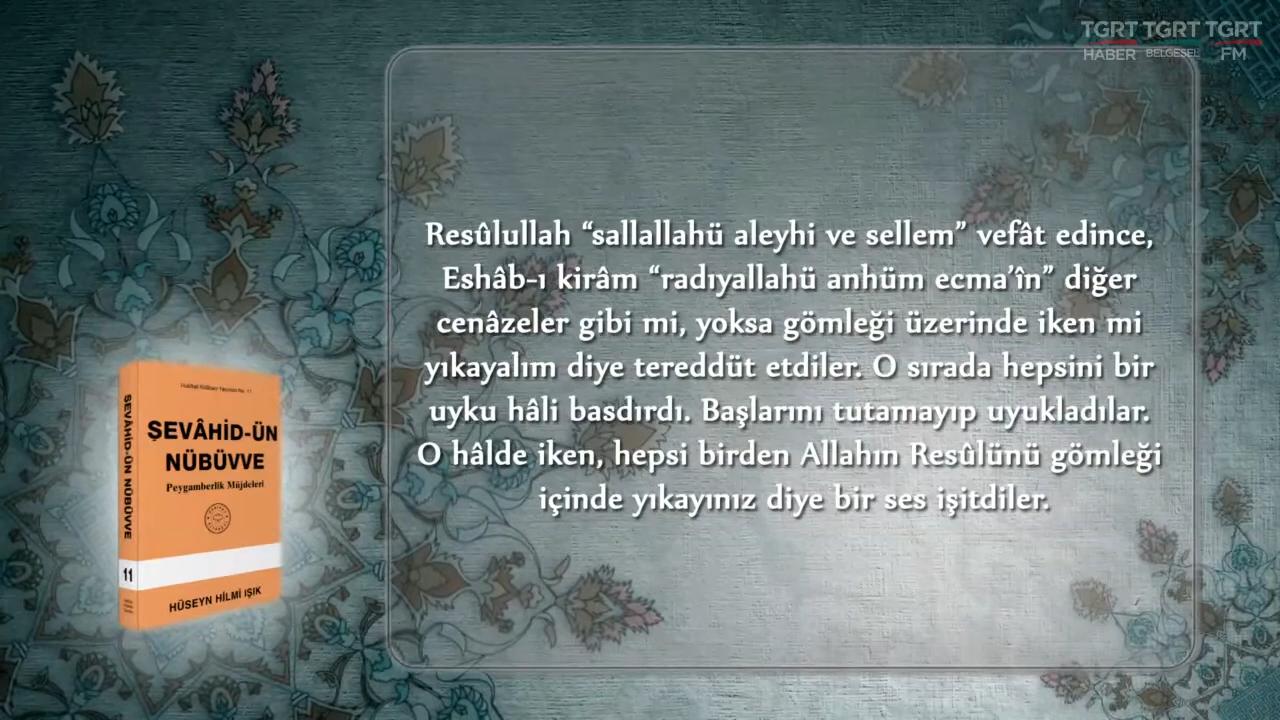 TGRT TGRT TGRT
HABER BELGESEL FM
Resûlullah “sallallahü aleyhi ve sellem” vefât edince,
Eshâb-ı kirâm “radıyallahü anhüm ecma’în” diğer
cenâzeler gibi mi, yoksa gömleği üzerinde iken mi
yıkayalım diye tereddüt etdiler. O sırada hepsini bir
uyku hâli basdırdı. Başlarını tutamayıp uyukladılar.
O hâlde iken, hepsi birden Allahın Resûlünü gömleği
içinde yıkayınız diye bir ses işitdiler.
ŞEVÂHİD-ÜN
NÜBÜVVE
Peygamberlik Müjdeleri
HÜSEYN HİLMİ IŞIK
ŞEVÂHİD-ÜN NÜBÜVVE
11